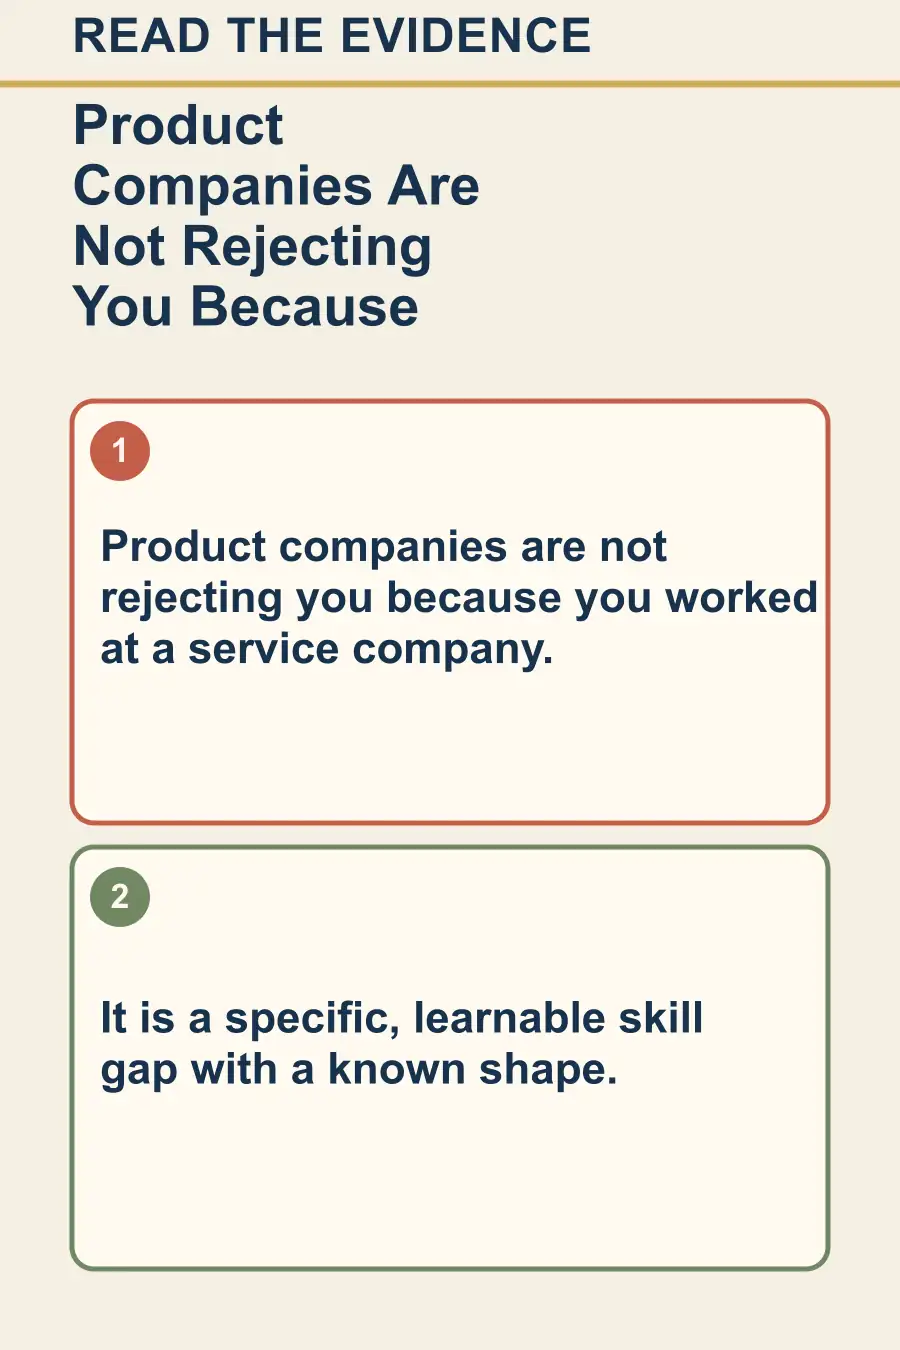 READ THE EVIDENCE
Product
Companies Are
Not Rejecting
You Because
1
Product companies are not
rejecting you because you worked
at a service company.
2
It is a specific, learnable skill
gap with a known shape.